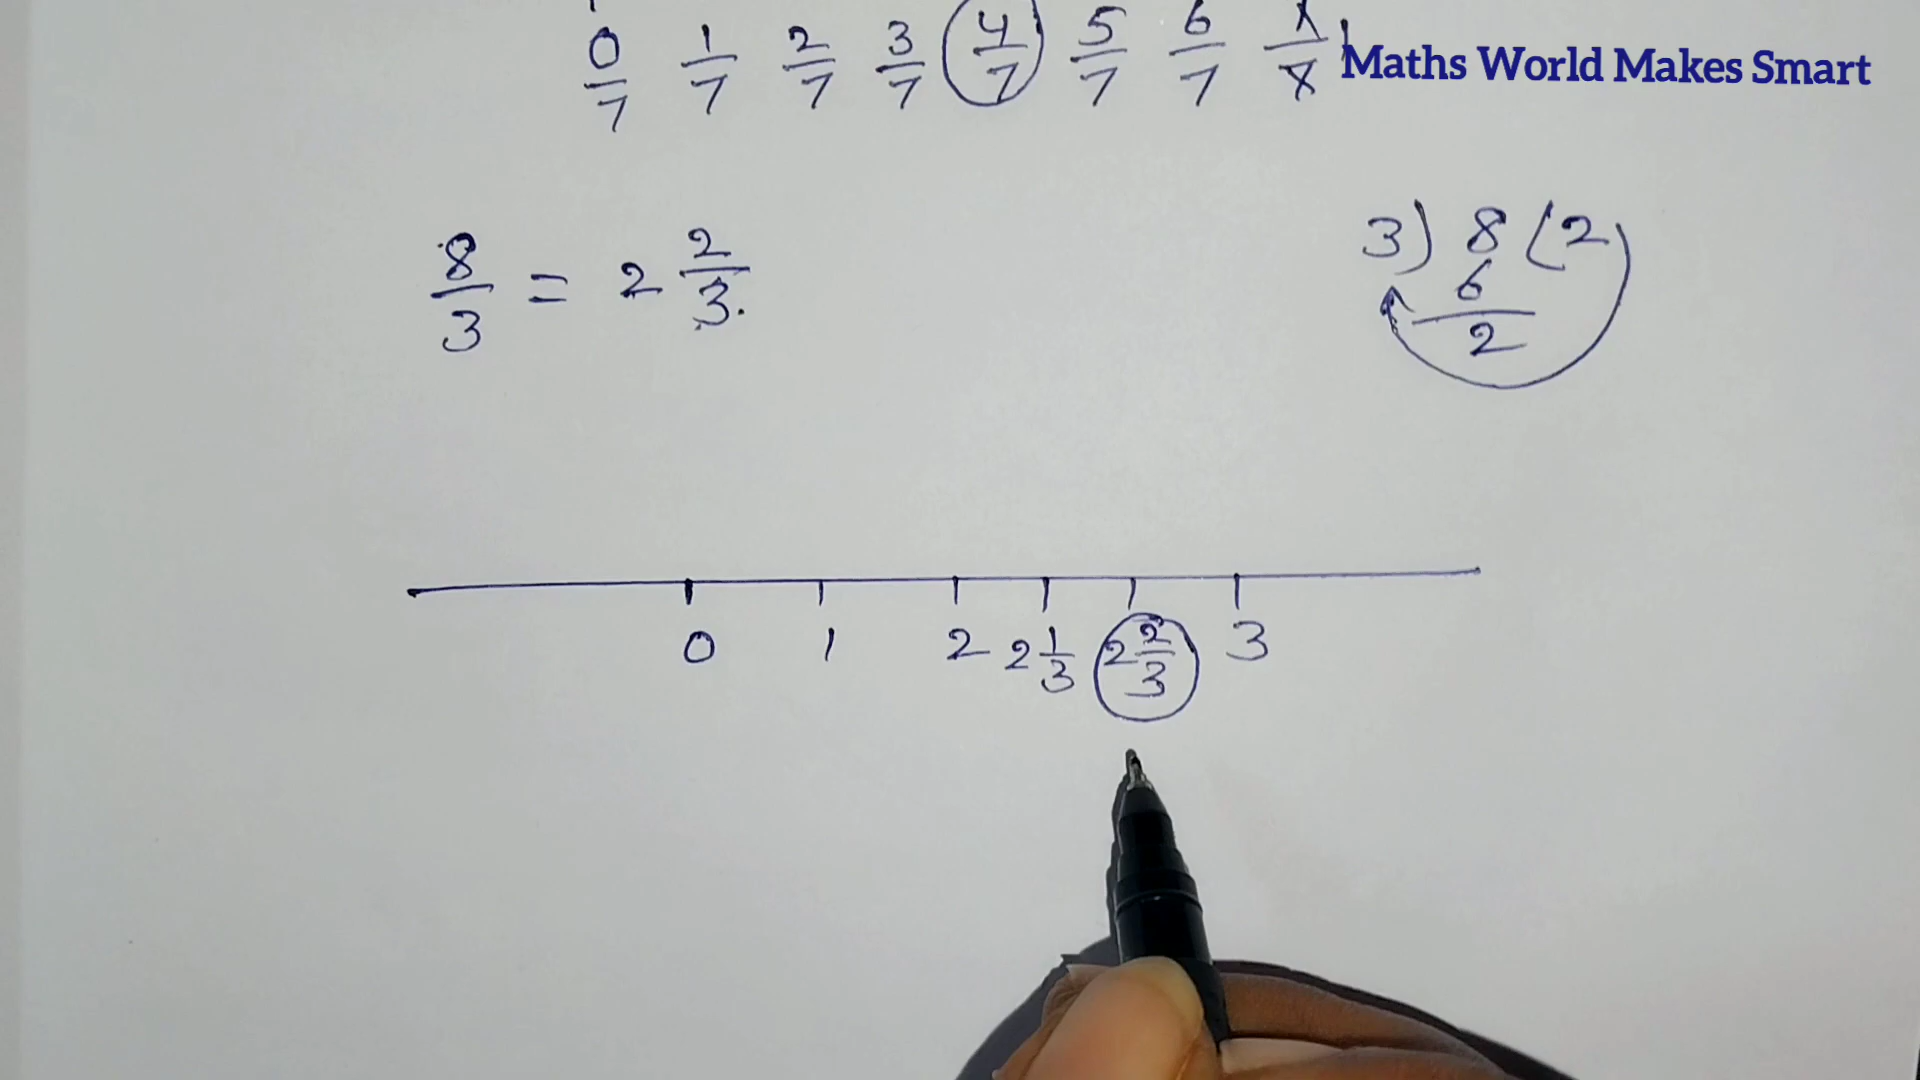 0/7 1/7 2/7 3/7 4/7 5/7 6/7
Maths World Makes Smart
8/3 = 2 2/3.
3) 8 (2
6
2
0 1 2 2 1/3 2 2/3 3